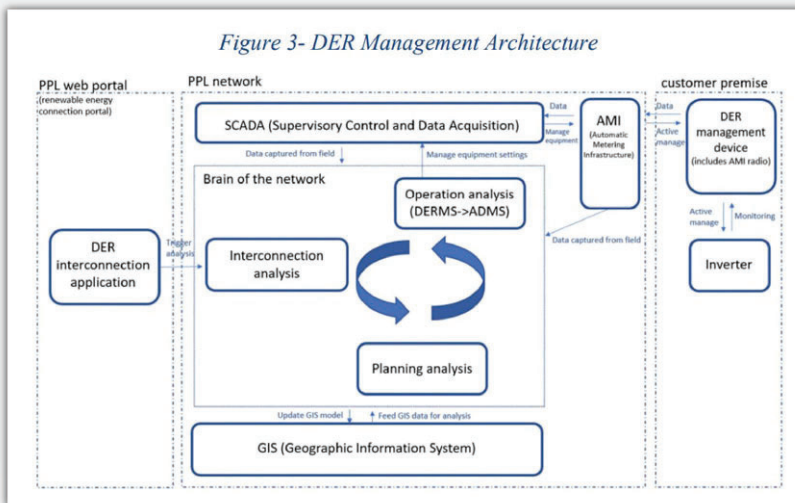 Figure 3- DER Management Architecture
PPL web portal
(renewable energy
connection portal)
PPL network
customer premise
SCADA (Supervisory Control and Data Acquisition)
Data
Manage
equipment
AMI
(Automatic
Metering
Infrastructure)
Data
Active
manage
DER
management
device
(includes AMI radio)
Data captured from field
Manage equipment settings
Brain of the network
Operation analysis
(DERMS->ADMS)
Active
manage
Monitoring
Data captured from field
DER
interconnection
application
Trigger
analysis
Interconnection
analysis
Inverter
Planning analysis
Update GIS model
Feed GIS data for analysis
GIS (Geographic Information System)